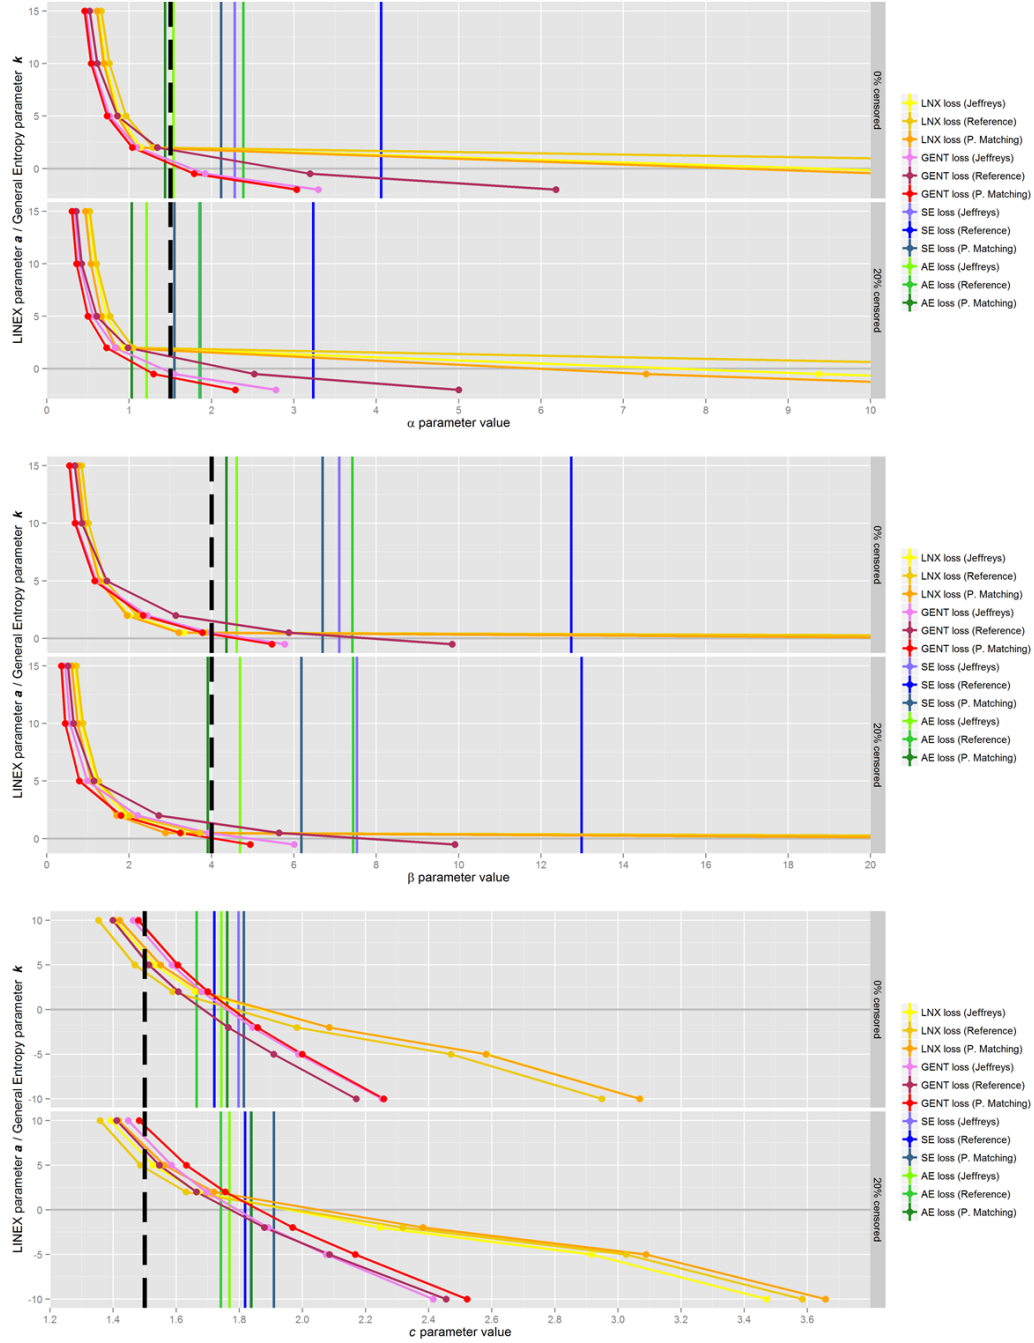 LINEX parameter a / General Entropy parameter k
15
10
5
0
0% censored
15
10
5
0
20% censored
0
1
2
3
4
5
6
7
8
9
10
α parameter value
LNX loss (Jeffreys)
LNX loss (Reference)
LNX loss (P. Matching)
GENT loss (Jeffreys)
GENT loss (Reference)
GENT loss (P. Matching)
SE loss (Jeffreys)
SE loss (Reference)
SE loss (P. Matching)
AE loss (Jeffreys)
AE loss (Reference)
AE loss (P. Matching)
LINEX parameter a / General Entropy parameter k
15
10
5
0
0% censored
15
10
5
0
20% censored
0
2
4
6
8
10
12
14
16
18
20
β parameter value
LNX loss (Jeffreys)
LNX loss (Reference)
LNX loss (P. Matching)
GENT loss (Jeffreys)
GENT loss (Reference)
GENT loss (P. Matching)
SE loss (Jeffreys)
SE loss (Reference)
SE loss (P. Matching)
AE loss (Jeffreys)
AE loss (Reference)
AE loss (P. Matching)
LINEX parameter a / General Entropy parameter k
10
5
0
-5
-10
0% censored
10
5
0
-5
-10
20% censored
1.2
1.4
1.6
1.8
2.0
2.2
2.4
2.6
2.8
3.0
3.2
3.4
3.6
c parameter value
LNX loss (Jeffreys)
LNX loss (Reference)
LNX loss (P. Matching)
GENT loss (Jeffreys)
GENT loss (Reference)
GENT loss (P. Matching)
SE loss (Jeffreys)
SE loss (Reference)
SE loss (P. Matching)
AE loss (Jeffreys)
AE loss (Reference)
AE loss (P. Matching)